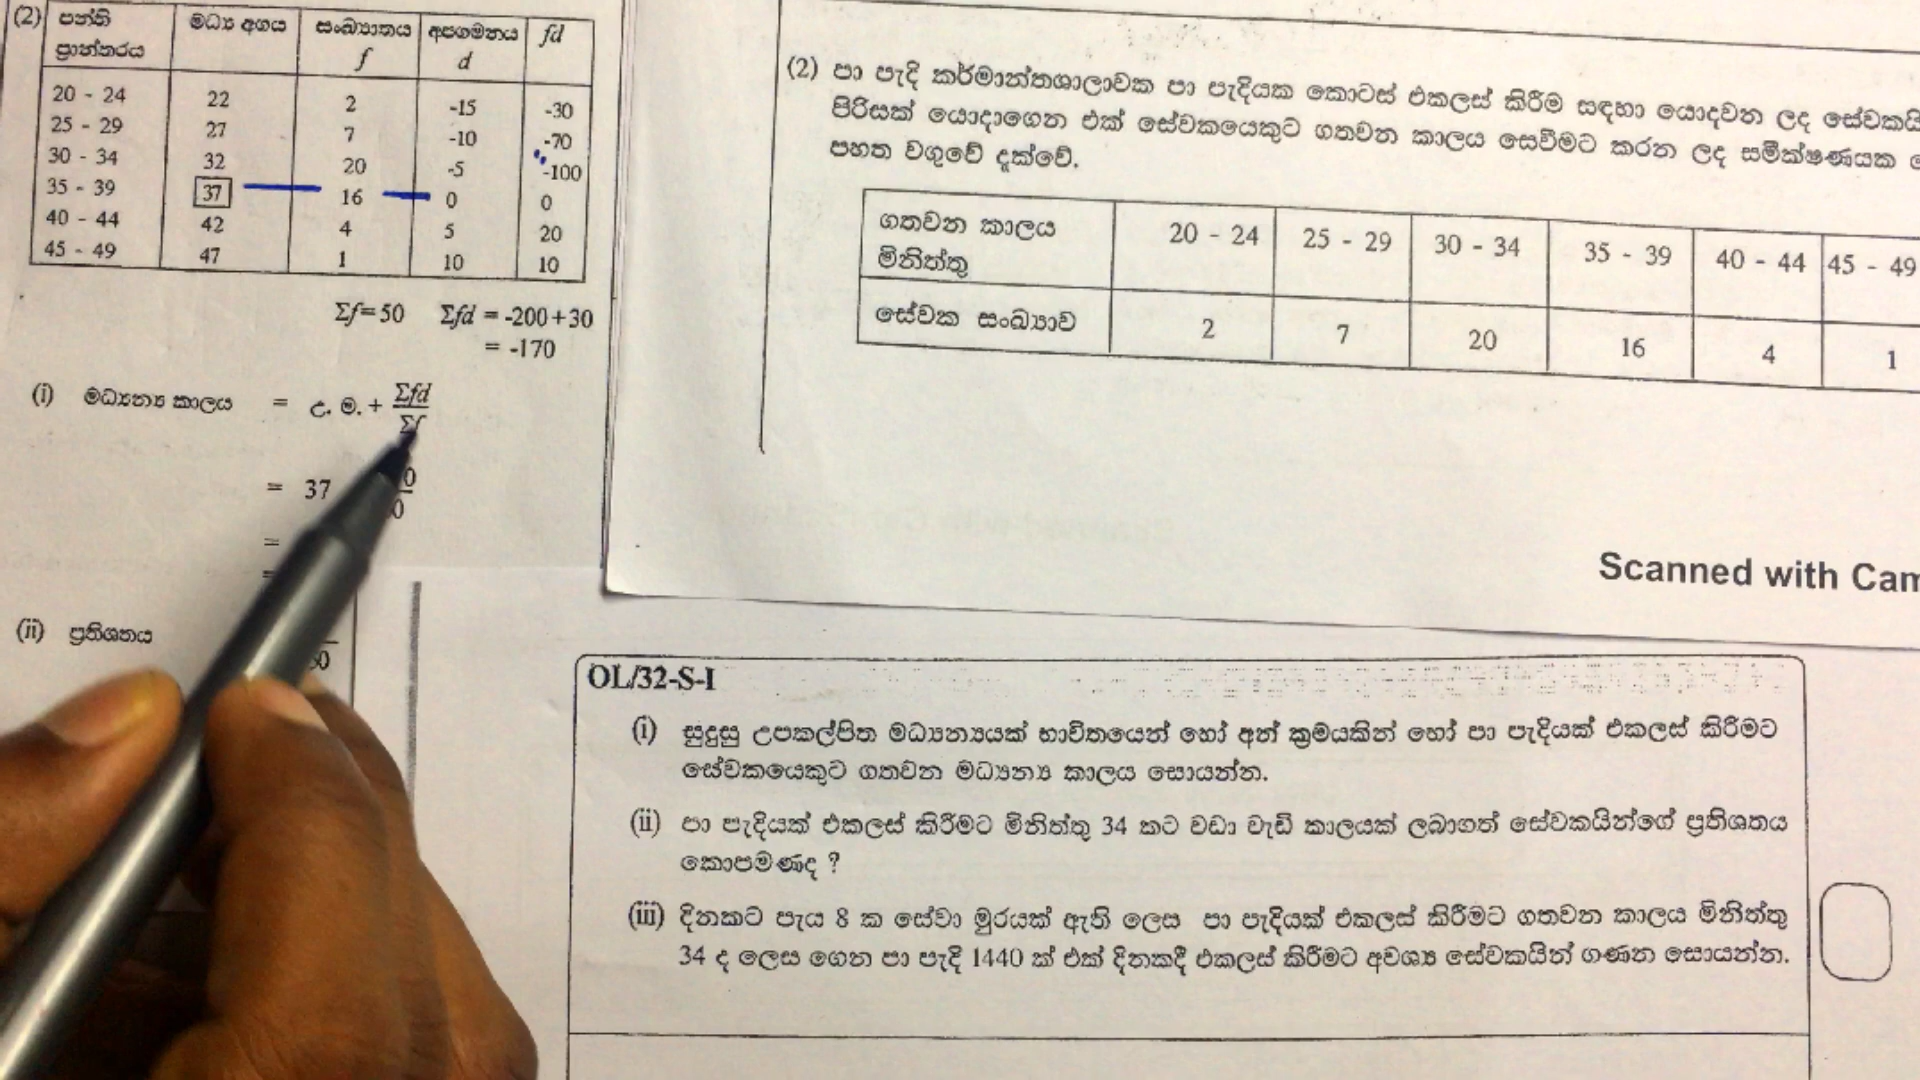 (2) පන්ති ප්‍රාන්තරය මධ්‍ය අගය සංඛ්‍යාතය f අපගමනය d fd
20 - 24 22 2 -15 -30
25 - 29 27 7 -10 -70
30 - 34 32 20 -5 -100
35 - 39 37 16 0 0
40 - 44 42 4 5 20
45 - 49 47 1 10 10
Σf=50 Σfd = -200+30
= -170
(i) මධ්‍යන්‍ය කාලය = උ. ම. + Σfd/Σf
= 37
=
(ii) ප්‍රතිශතය
(2) පා පැදි කර්මාන්තශාලාවක පා පැදියක කොටස් එකලස් කිරීම සඳහා යොදවන ලද
පිරිසක් යොදාගෙන එක් සේවකයෙකුට ගතවන කාලය සෙවීමට කරන ලද සමීක්ෂණයක
පහත වගුවේ දැක්වේ.
ගතවන කාලය මිනිත්තු 20 - 24 25 - 29 30 - 34 35 - 39 40 - 44 45 - 49
සේවක සංඛ්‍යාව 2 7 20 16 4 1
Scanned with Cam
OL/32-S-I
(i) සුදුසු උපකල්පිත මධ්‍යන්‍යයක් භාවිතයෙන් හෝ අන් ක්‍රමයකින් හෝ පා පැදියක් එකලස් කිරීමට
සේවකයෙකුට ගතවන මධ්‍යන්‍ය කාලය සොයන්න.
(ii) පා පැදියක් එකලස් කිරීමට මිනිත්තු 34 කට වඩා වැඩි කාලයක් ලබාගත් සේවකයින්ගේ ප්‍රතිශතය
කොපමණද ?
(iii) දිනකට පැය 8 ක සේවා මුරයක් ඇති ලෙස පා පැදියක් එකලස් කිරීමට ගතවන කාලය මිනිත්තු
34 ද ලෙස ගෙන පා පැදි 1440 ක් එක් දිනකදී එකලස් කිරීමට අවශ්‍ය සේවකයින් ගණන සොයන්න.